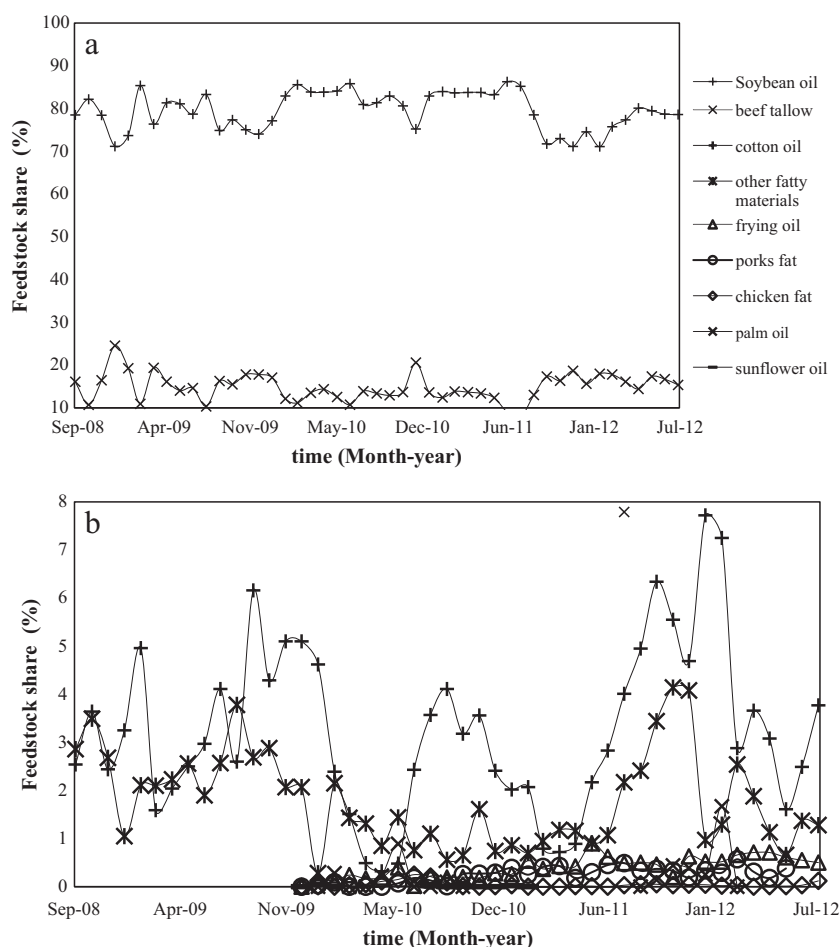 a
100
90
80
70
60
50
40
30
20
10
Feedstock share (%)
Sep-08 Apr-09 Nov-09 May-10 Dec-10 Jun-11 Jan-12 Jul-12
time (Month-year)
Soybean oil
beef tallow
cotton oil
other fatty
materials
frying oil
porks fat
chicken fat
palm oil
sunflower oil
b
8
7
6
5
4
3
2
1
0
Feedstock share (%)
Sep-08 Apr-09 Nov-09 May-10 Dec-10 Jun-11 Jan-12 Jul-12
time (Month-year)